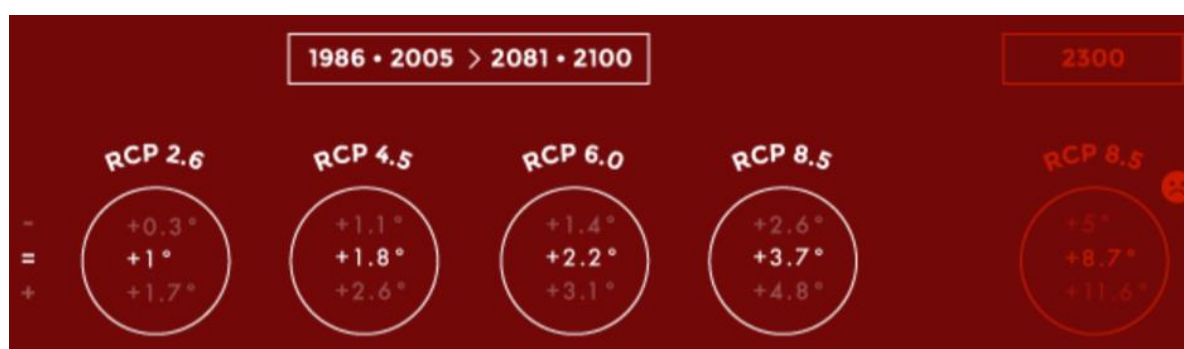 1986 • 2005 > 2081 • 2100
2300
RCP 2.6 RCP 4.5 RCP 6.0 RCP 8.5 RCP 8.5
- +0.3° +1.1° +1.4° +2.6° +5°
= +1° +1.8° +2.2° +3.7° +8.7°
+ +1.7° +2.6° +3.1° +4.8° +11.6°